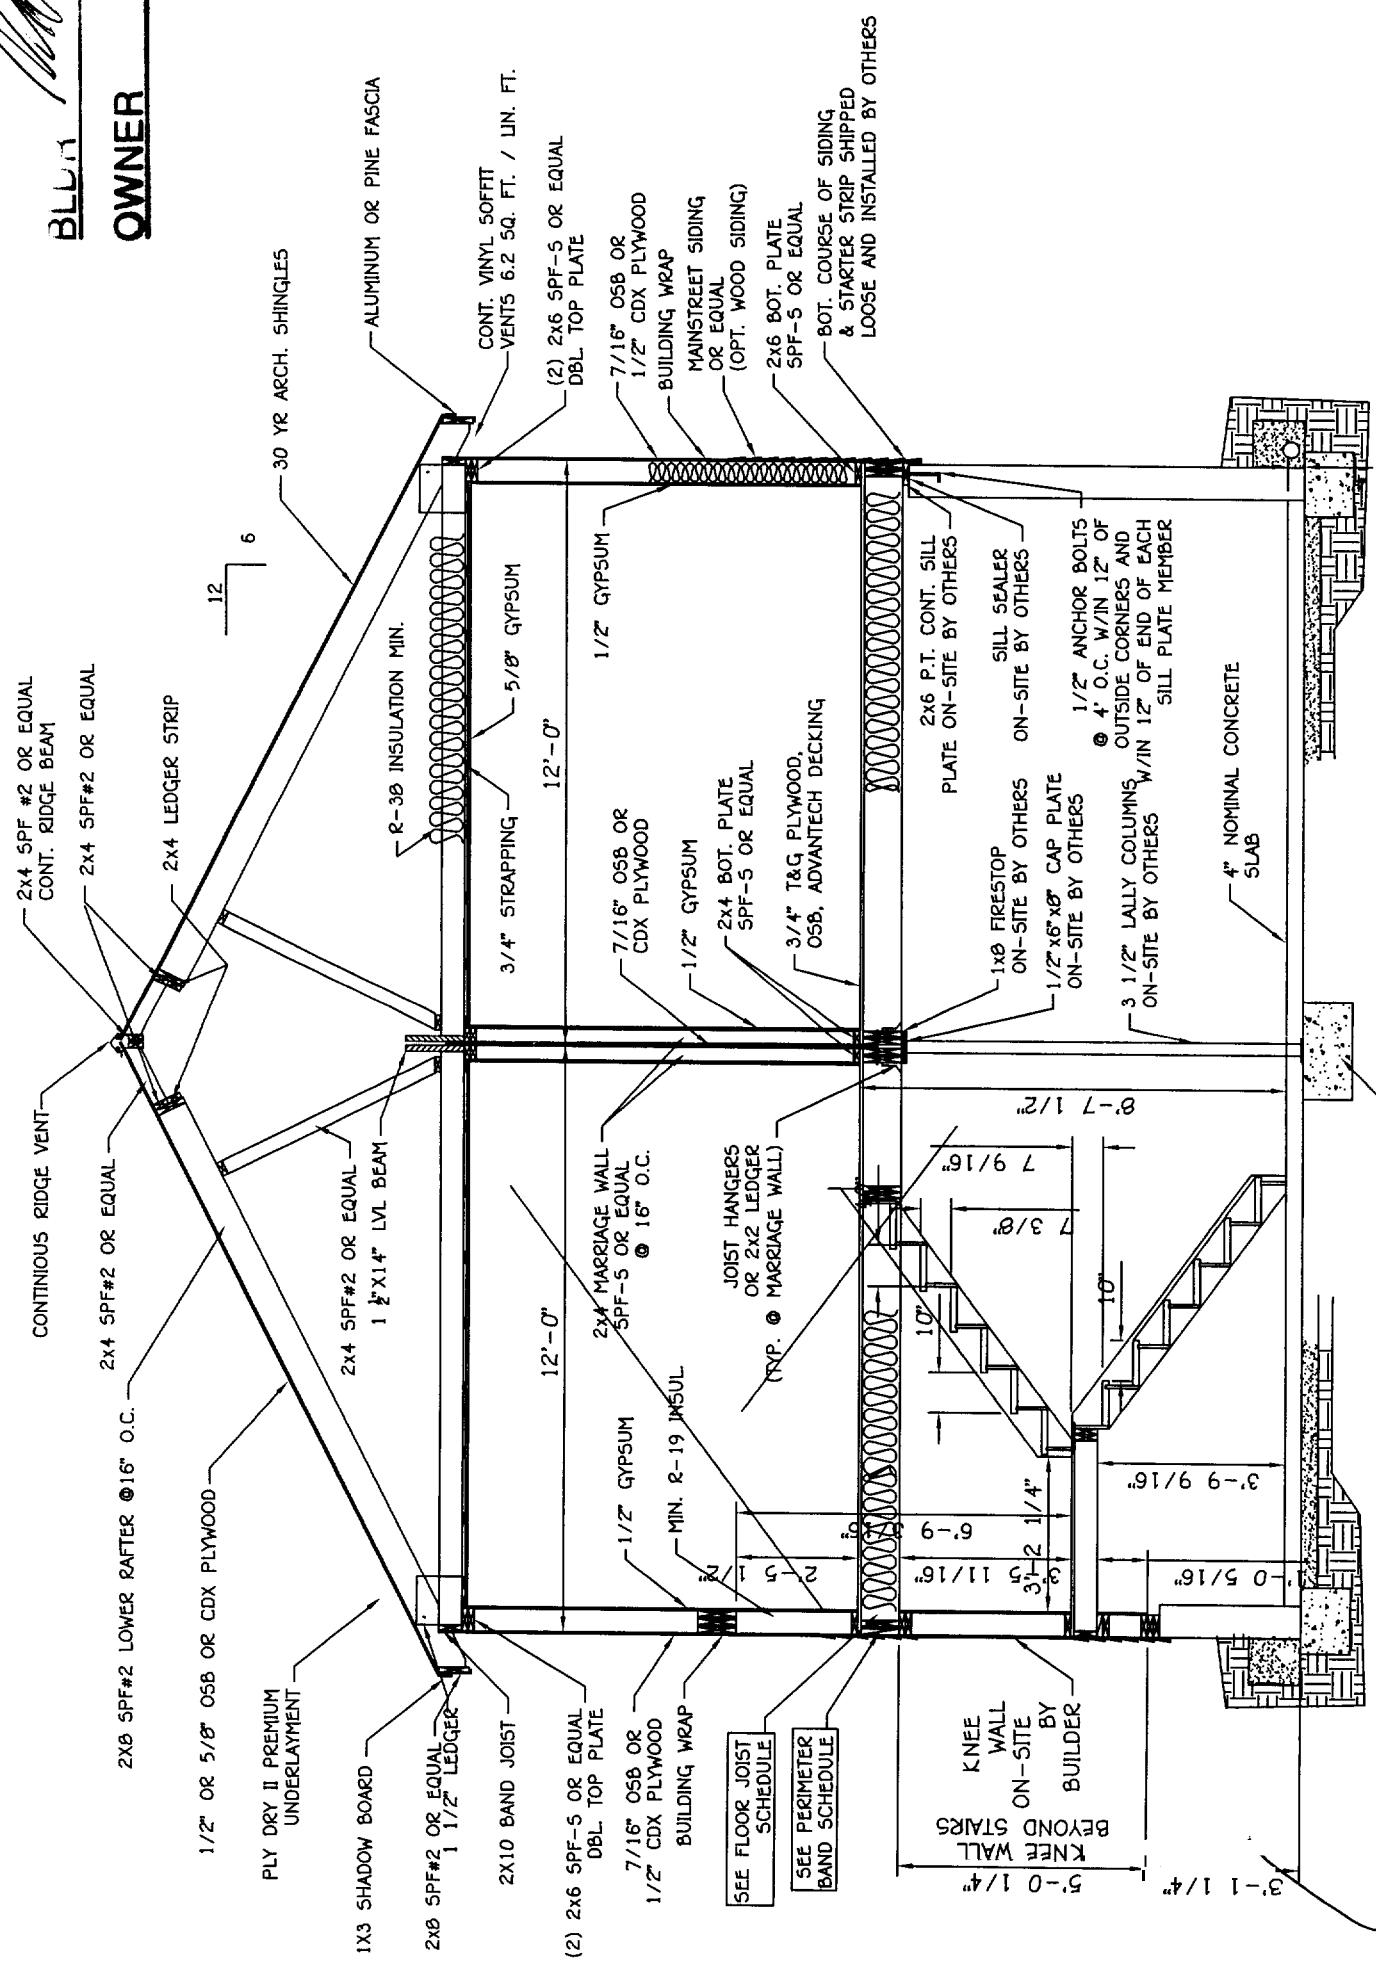 OWNER
CONTINIOUS RIDGE VENT
2x4 SPF #2 OR EQUAL
CONT. RIDGE BEAM
2x4 SPF#2 OR EQUAL
2x4 LEDGER STRIP
12
6
30 YR ARCH. SHINGLES
ALUMINUM OR PINE FASCIA
CONT. VINYL SOFFIT
VENTS 6.2 SQ. FT. / LIN. FT.
(2) 2x6 SPF-S OR EQUAL
DBL. TOP PLATE
7/16" OSB OR
1/2" CDX PLYWOOD
BUILDING WRAP
MAINSTREET SIDING
OR EQUAL
(OPT. WOOD SIDING)
2x6 BOT. PLATE
SPF-S OR EQUAL
BOT. COURSE OF SIDING
& STARTER STRIP SHIPPED
LOOSE AND INSTALLED BY OTHERS
2x4 SPF#2 OR EQUAL
2X8 SPF#2 LOWER RAFTER @16" O.C.
1/2" OR 5/8" OSB OR CDX PLYWOOD
PLY DRY II PREMIUM
UNDERLAYMENT
1X3 SHADOW BOARD
2x8 SPF#2 OR EQUAL
1 1/2" LEDGER
2X10 BAND JOIST
(2) 2x6 SPF-S OR EQUAL
DBL. TOP PLATE
7/16" OSB OR
1/2" CDX PLYWOOD
BUILDING WRAP
SEE FLOOR JOIST
SCHEDULE
SEE PERIMETER
BAND SCHEDULE
KNEE
WALL
ON-SITE
BY
BUILDER
KNEE WALL
BEYOND STAIRS
5'-0 1/4"
3'-1 1/4"
2x4 SPF#2 OR EQUAL
1 1/2"X14" LVL BEAM
R-38 INSULATION MIN.
5/8" GYPSUM
3/4" STRAPPING
12'-0"
12'-0"
1/2" GYPSUM
7/16" OSB OR
CDX PLYWOOD
1/2" GYPSUM
2x4 BOT. PLATE
SPF-S OR EQUAL
3/4" T&G PLYWOOD,
OSB, ADVANTECH DECKING
2x4 MARRIAGE WALL
SPF-S OR EQUAL
@ 16" O.C.
JOIST HANGERS
OR 2x2 LEDGER
(TYP. @ MARRIAGE WALL)
1/2" GYPSUM
MIN. R-19 INSUL.
2'-5 1/2"
6'-9
3'-5 11/16"
3'-2 1/4"
1'-0 5/16"
3'-9 9/16"
10"
10"
7 3/8"
7 9/16"
8'-7 1/2"
2x6 P.T. CONT. SILL
PLATE ON-SITE BY OTHERS
SILL SEALER
ON-SITE BY OTHERS
1x8 FIRESTOP
ON-SITE BY OTHERS
1/2"x6"x8" CAP PLATE
ON-SITE BY OTHERS
1/2" ANCHOR BOLTS
@ 4' O.C. W/IN 12" OF
OUTSIDE CORNERS AND
W/IN 12" OF END OF EACH
SILL PLATE MEMBER
3 1/2" LALLY COLUMNS
ON-SITE BY OTHERS
4" NOMINAL CONCRETE
SLAB